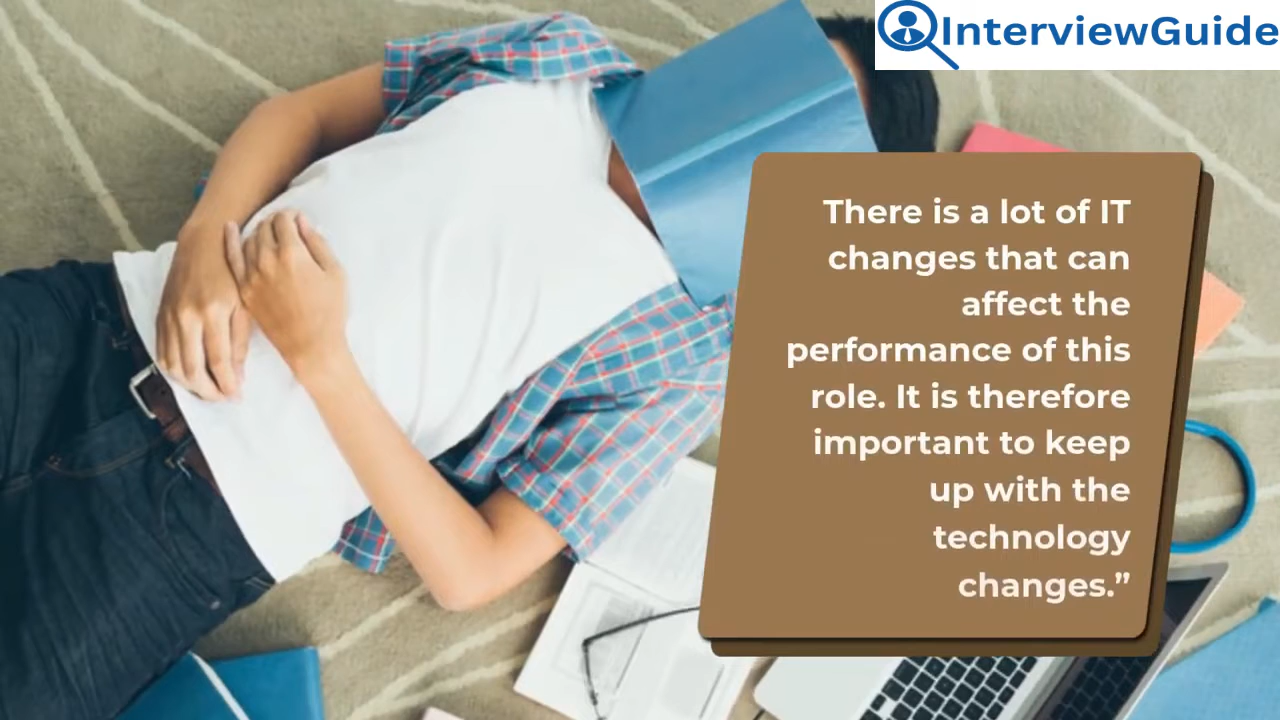 InterviewGuide
There is a lot of IT
changes that can
affect the
performance of this
role. It is therefore
important to keep
up with the
technology
changes.”